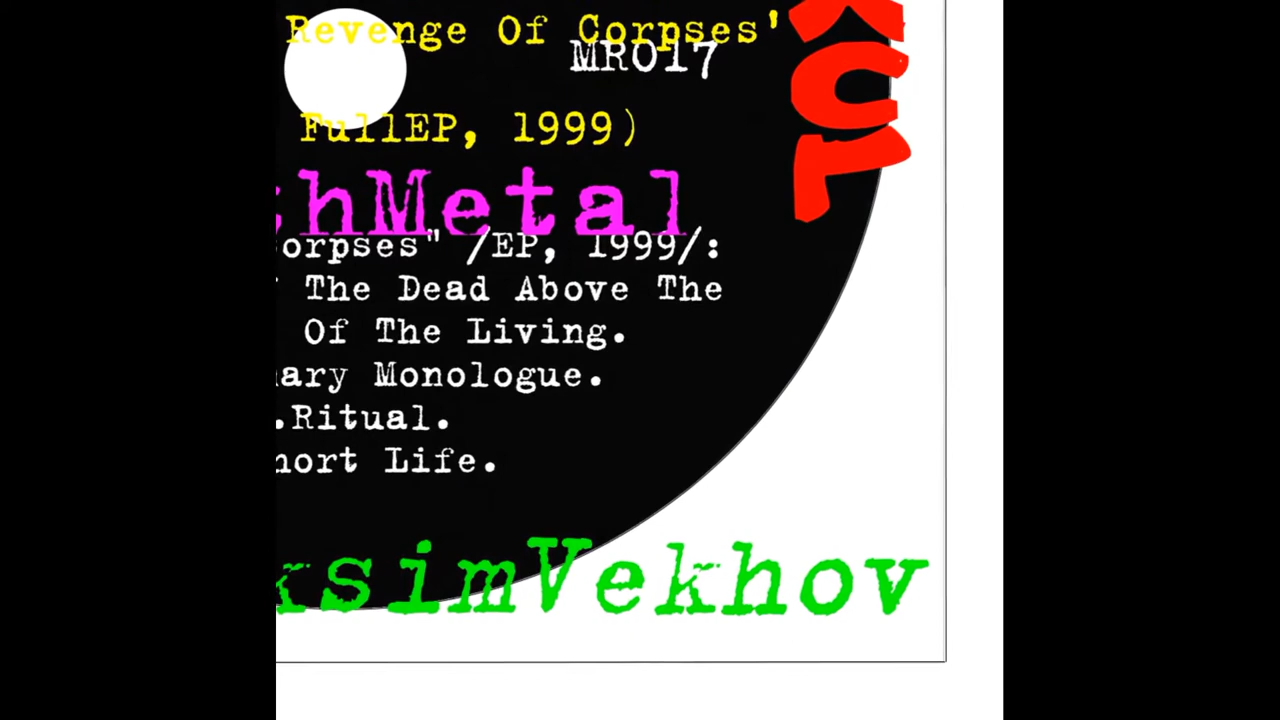 Revenge Of Corpses'
MR017
FullEP, 1999)
thMetal
orpses" /EP, 1999/:
The Dead Above The
Of The Living.
ary Monologue.
.Ritual.
hort Life.
ksimVekhov